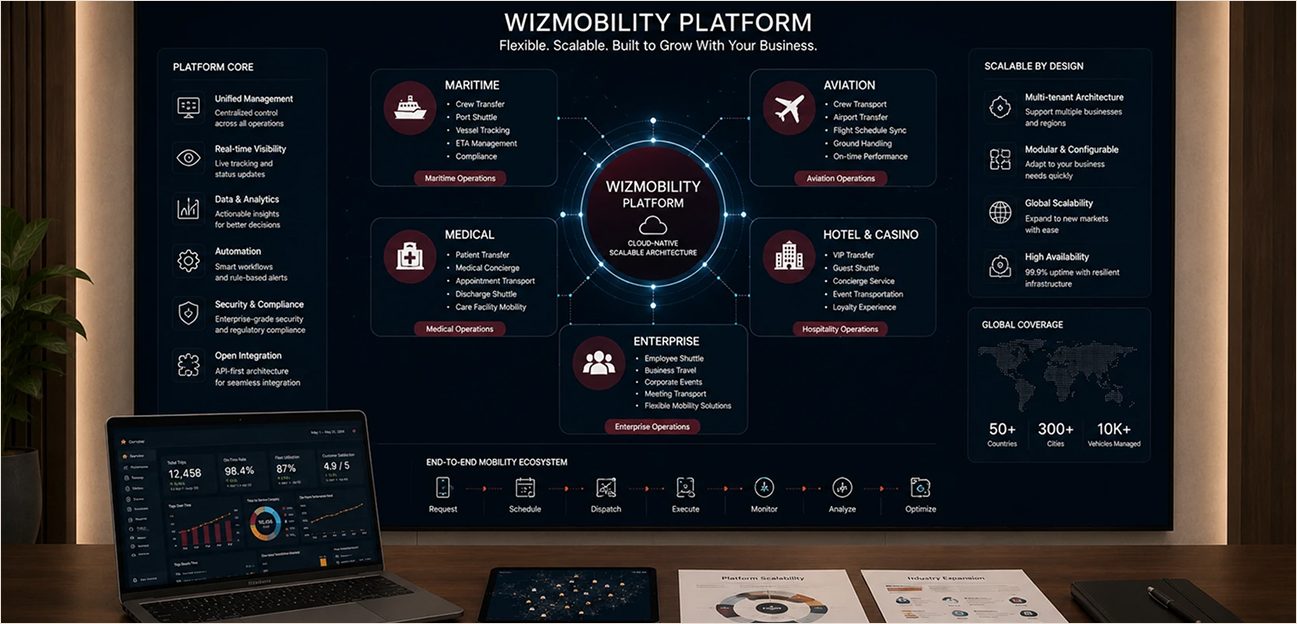 WIZMOBILITY PLATFORM
Flexible. Scalable. Built to Grow With Your Business.
PLATFORM CORE
Unified Management
Centralized control
across all operations
Real-time Visibility
Live tracking and
status updates
Data & Analytics
Actionable insights
for better decisions
Automation
Smart workflows
and rule-based alerts
Security & Compliance
Enterprise-grade security
and regulatory compliance
Open Integration
API-first architecture
for seamless integration
MARITIME
• Crew Transfer
• Port Shuttle
• Vessel Tracking
• ETA Management
• Compliance
Maritime Operations
MEDICAL
• Patient Transfer
• Medical Concierge
• Appointment Transport
• Discharge Shuttle
• Care Facility Mobility
Medical Operations
WIZMOBILITY
PLATFORM
CLOUD-NATIVE
SCALABLE ARCHITECTURE
AVIATION
• Crew Transport
• Airport Transfer
• Flight Schedule Sync
• Ground Handling
• On-time Performance
Aviation Operations
HOTEL & CASINO
• VIP Transfer
• Guest Shuttle
• Concierge Service
• Event Transportation
• Loyalty Experience
Hospitality Operations
ENTERPRISE
• Employee Shuttle
• Business Travel
• Corporate Events
• Meeting Transport
• Flexible Mobility Solutions
Enterprise Operations
SCALABLE BY DESIGN
Multi-tenant Architecture
Support multiple businesses
and regions
Modular & Configurable
Adapt to your business
needs quickly
Global Scalability
Expand to new markets
with ease
High Availability
99.9% uptime with resilient
infrastructure
GLOBAL COVERAGE
50+ 300+ 10K+
Countries Cities Vehicles Managed
END-TO-END MOBILITY ECOSYSTEM
Request Schedule Dispatch Execute Monitor Analyze Optimize
Total Trips
12,458
On-Time Rate
98.4%
Fleet Utilization
87%
Customer Satisfaction
4.9 / 5
Trips Over Time
Platform Scalability
Industry Expansion